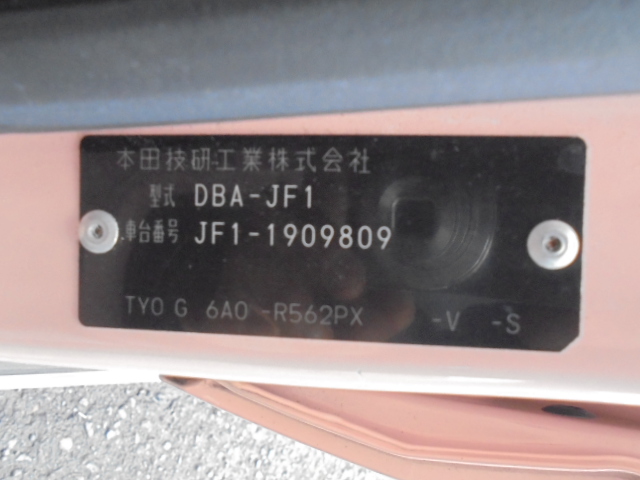 本田技研工業株式会社
型式 DBA-JF1
車台番号 JF1-1909809
TYO G 6A0 -R562PX -V -S